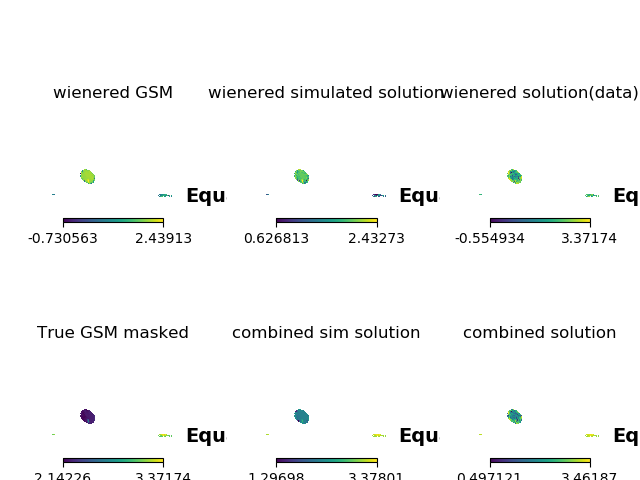 wienered GSM
wienered simulated solution
wienered solution(data)
Equ
Equ
Eq
-0.730563 2.43913
0.626813 2.43273
-0.554934 3.37174
True GSM masked
combined sim solution
combined solution
Equ
Equ
Eq
2.14226 3.37174
1.29698 3.37801
0.497121 3.46187